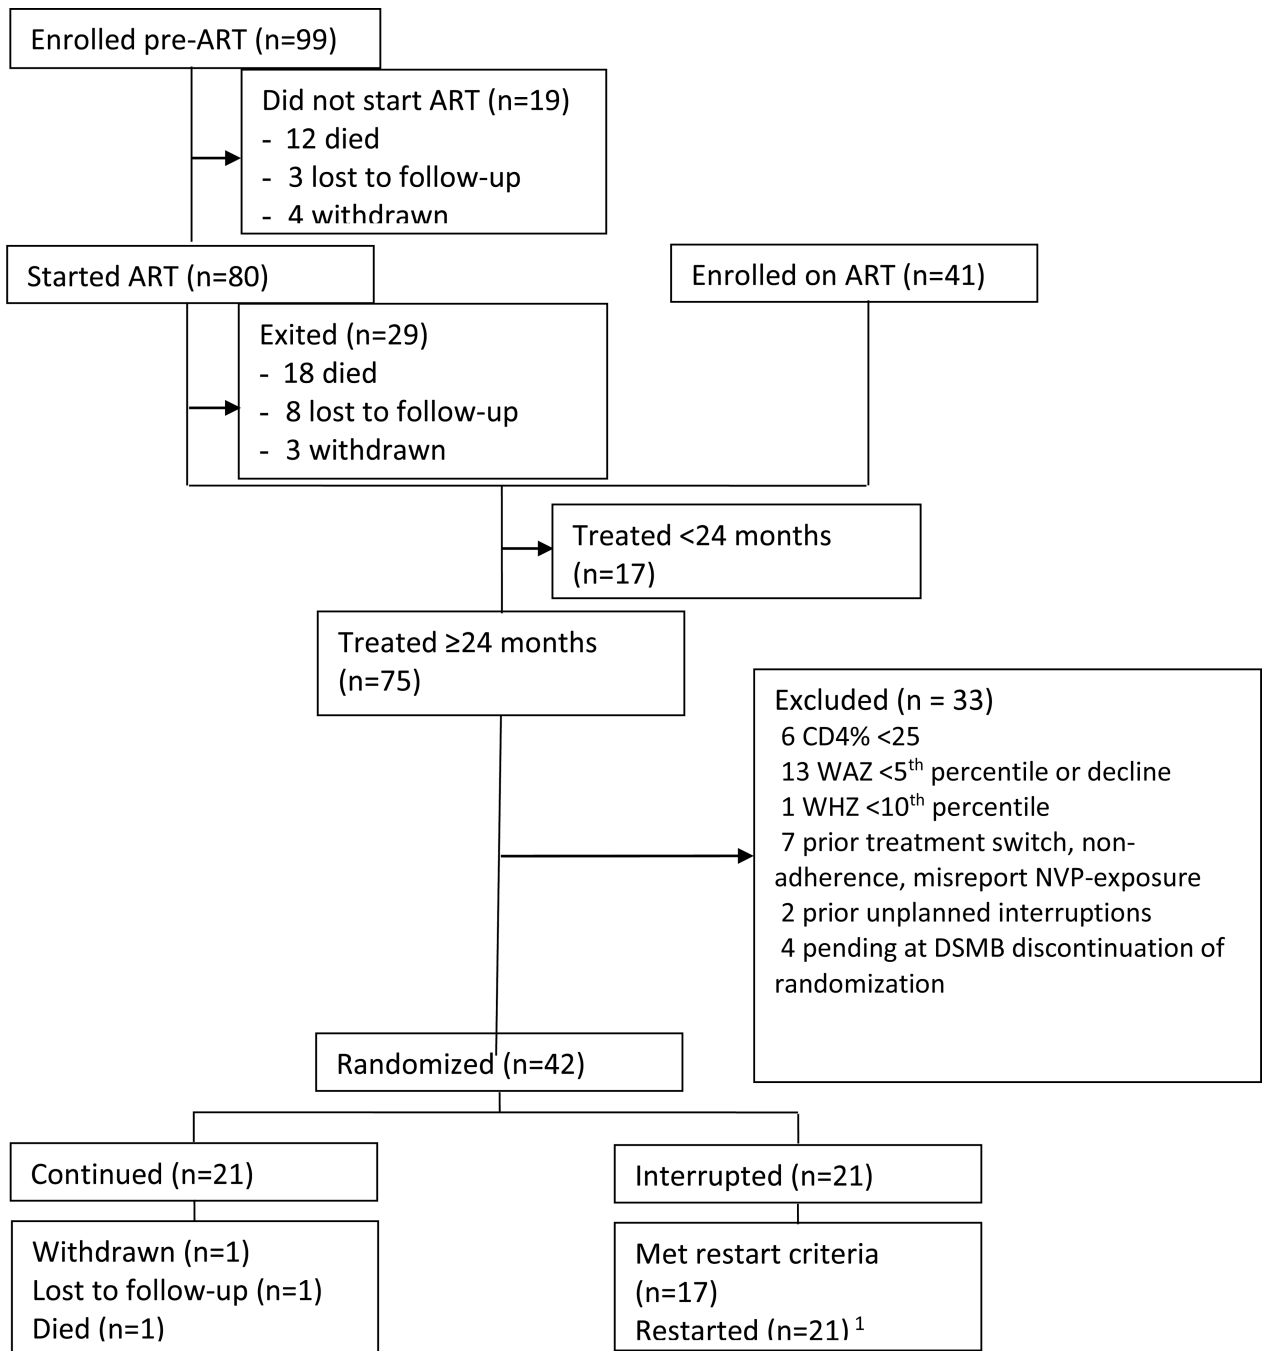 Enrolled pre-ART (n=99)
Did not start ART (n=19)
- 12 died
- 3 lost to follow-up
- 4 withdrawn
Started ART (n=80)
Enrolled on ART (n=41)
Exited (n=29)
- 18 died
- 8 lost to follow-up
- 3 withdrawn
Treated <24 months
(n=17)
Treated ≥24 months
(n=75)
Excluded (n = 33)
6 CD4% <25
13 WAZ <5th percentile or decline
1 WHZ <10th percentile
7 prior treatment switch, non-
adherence, misreport NVP-exposure
2 prior unplanned interruptions
4 pending at DSMB discontinuation of
randomization
Randomized (n=42)
Continued (n=21)
Interrupted (n=21)
Withdrawn (n=1)
Lost to follow-up (n=1)
Died (n=1)
Met restart criteria
(n=17)
Restarted (n=21) 1